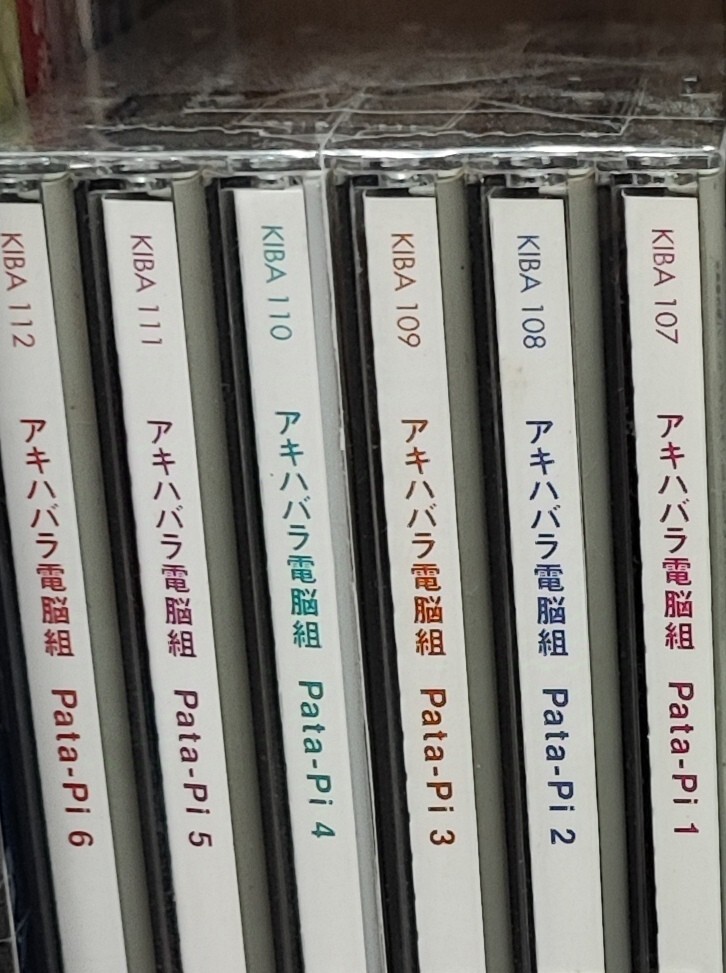 KIBA 112 アキハバラ電脳組 Pata-Pi 6
KIBA 111 アキハバラ電脳組 Pata-Pi 5
KIBA 110 アキハバラ電脳組 Pata-Pi 4
KIBA 109 アキハバラ電脳組 Pata-Pi 3
KIBA 108 アキハバラ電脳組 Pata-Pi 2
KIBA 107 アキハバラ電脳組 Pata-Pi 1